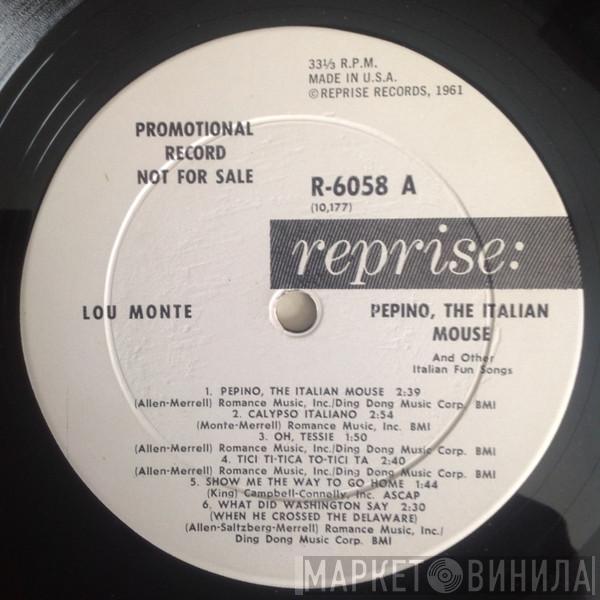 33⅓ R.P.M.
MADE IN U.S.A.
©REPRISE RECORDS, 1961
PROMOTIONAL
RECORD
NOT FOR SALE
R-6058 A
(10,177)
reprise:
LOU MONTE
PEPINO, THE ITALIAN
MOUSE
And Other
Italian Fun Songs
1. PEPINO, THE ITALIAN MOUSE 2:39
(Allen-Merrell) Romance Music, Inc./Ding Dong Music Corp. BMI
2. CALYPSO ITALIANO 2:54
(Monte-Merrell) Romance Music, Inc. BMI
3. OH, TESSIE 1:50
(Allen-Merrell) Romance Music, Inc./Ding Dong Music Corp. BMI
4. TICI TI-TICA TO-TICI TA 2:40
(Allen-Merrell) Romance Music, Inc./Ding Dong Music Corp. BMI
5. SHOW ME THE WAY TO GO HOME 1:44
(King) Campbell-Connelly, Inc. ASCAP
6. WHAT DID WASHINGTON SAY 2:30
(WHEN HE CROSSED THE DELAWARE)
(Allen-Saltzberg-Merrell) Romance Music, Inc./
Ding Dong Music Corp. BMI
МАРКЕТ ВИНИЛА